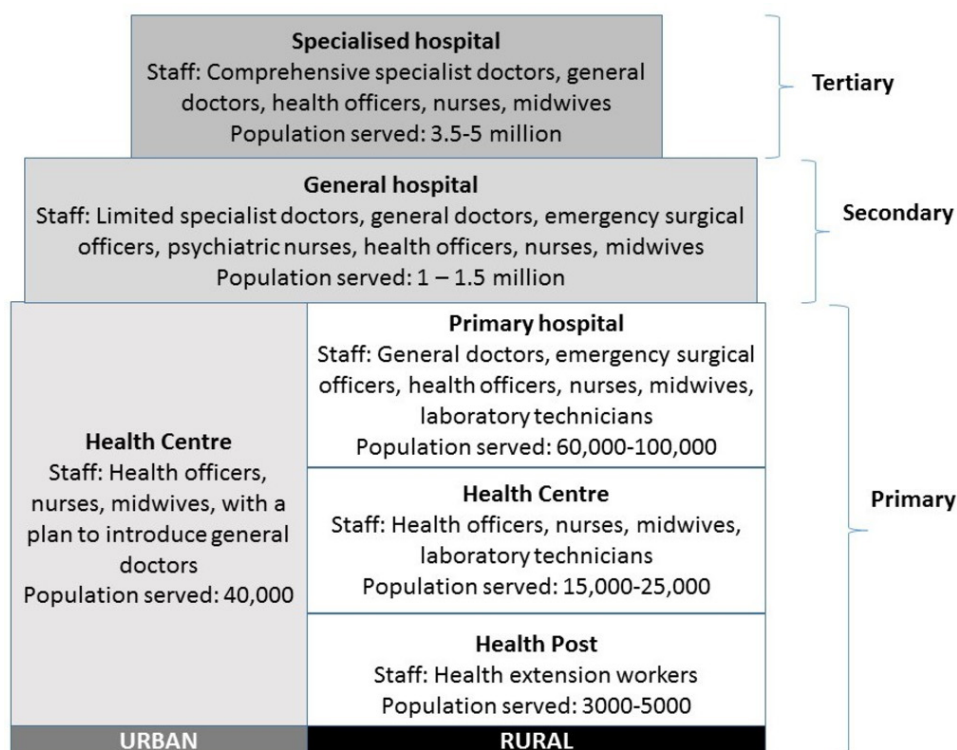 Specialised hospital
Staff: Comprehensive specialist doctors, general
doctors, health officers, nurses, midwives
Population served: 3.5-5 million
Tertiary
General hospital
Staff: Limited specialist doctors, general doctors, emergency surgical
officers, psychiatric nurses, health officers, nurses, midwives
Population served: 1 – 1.5 million
Secondary
Health Centre
Staff: Health officers,
nurses, midwives, with a
plan to introduce general
doctors
Population served: 40,000
Primary hospital
Staff: General doctors, emergency surgical
officers, health officers, nurses, midwives,
laboratory technicians
Population served: 60,000-100,000
Health Centre
Staff: Health officers, nurses, midwives,
laboratory technicians
Population served: 15,000-25,000
Health Post
Staff: Health extension workers
Population served: 3000-5000
Primary
URBAN
RURAL